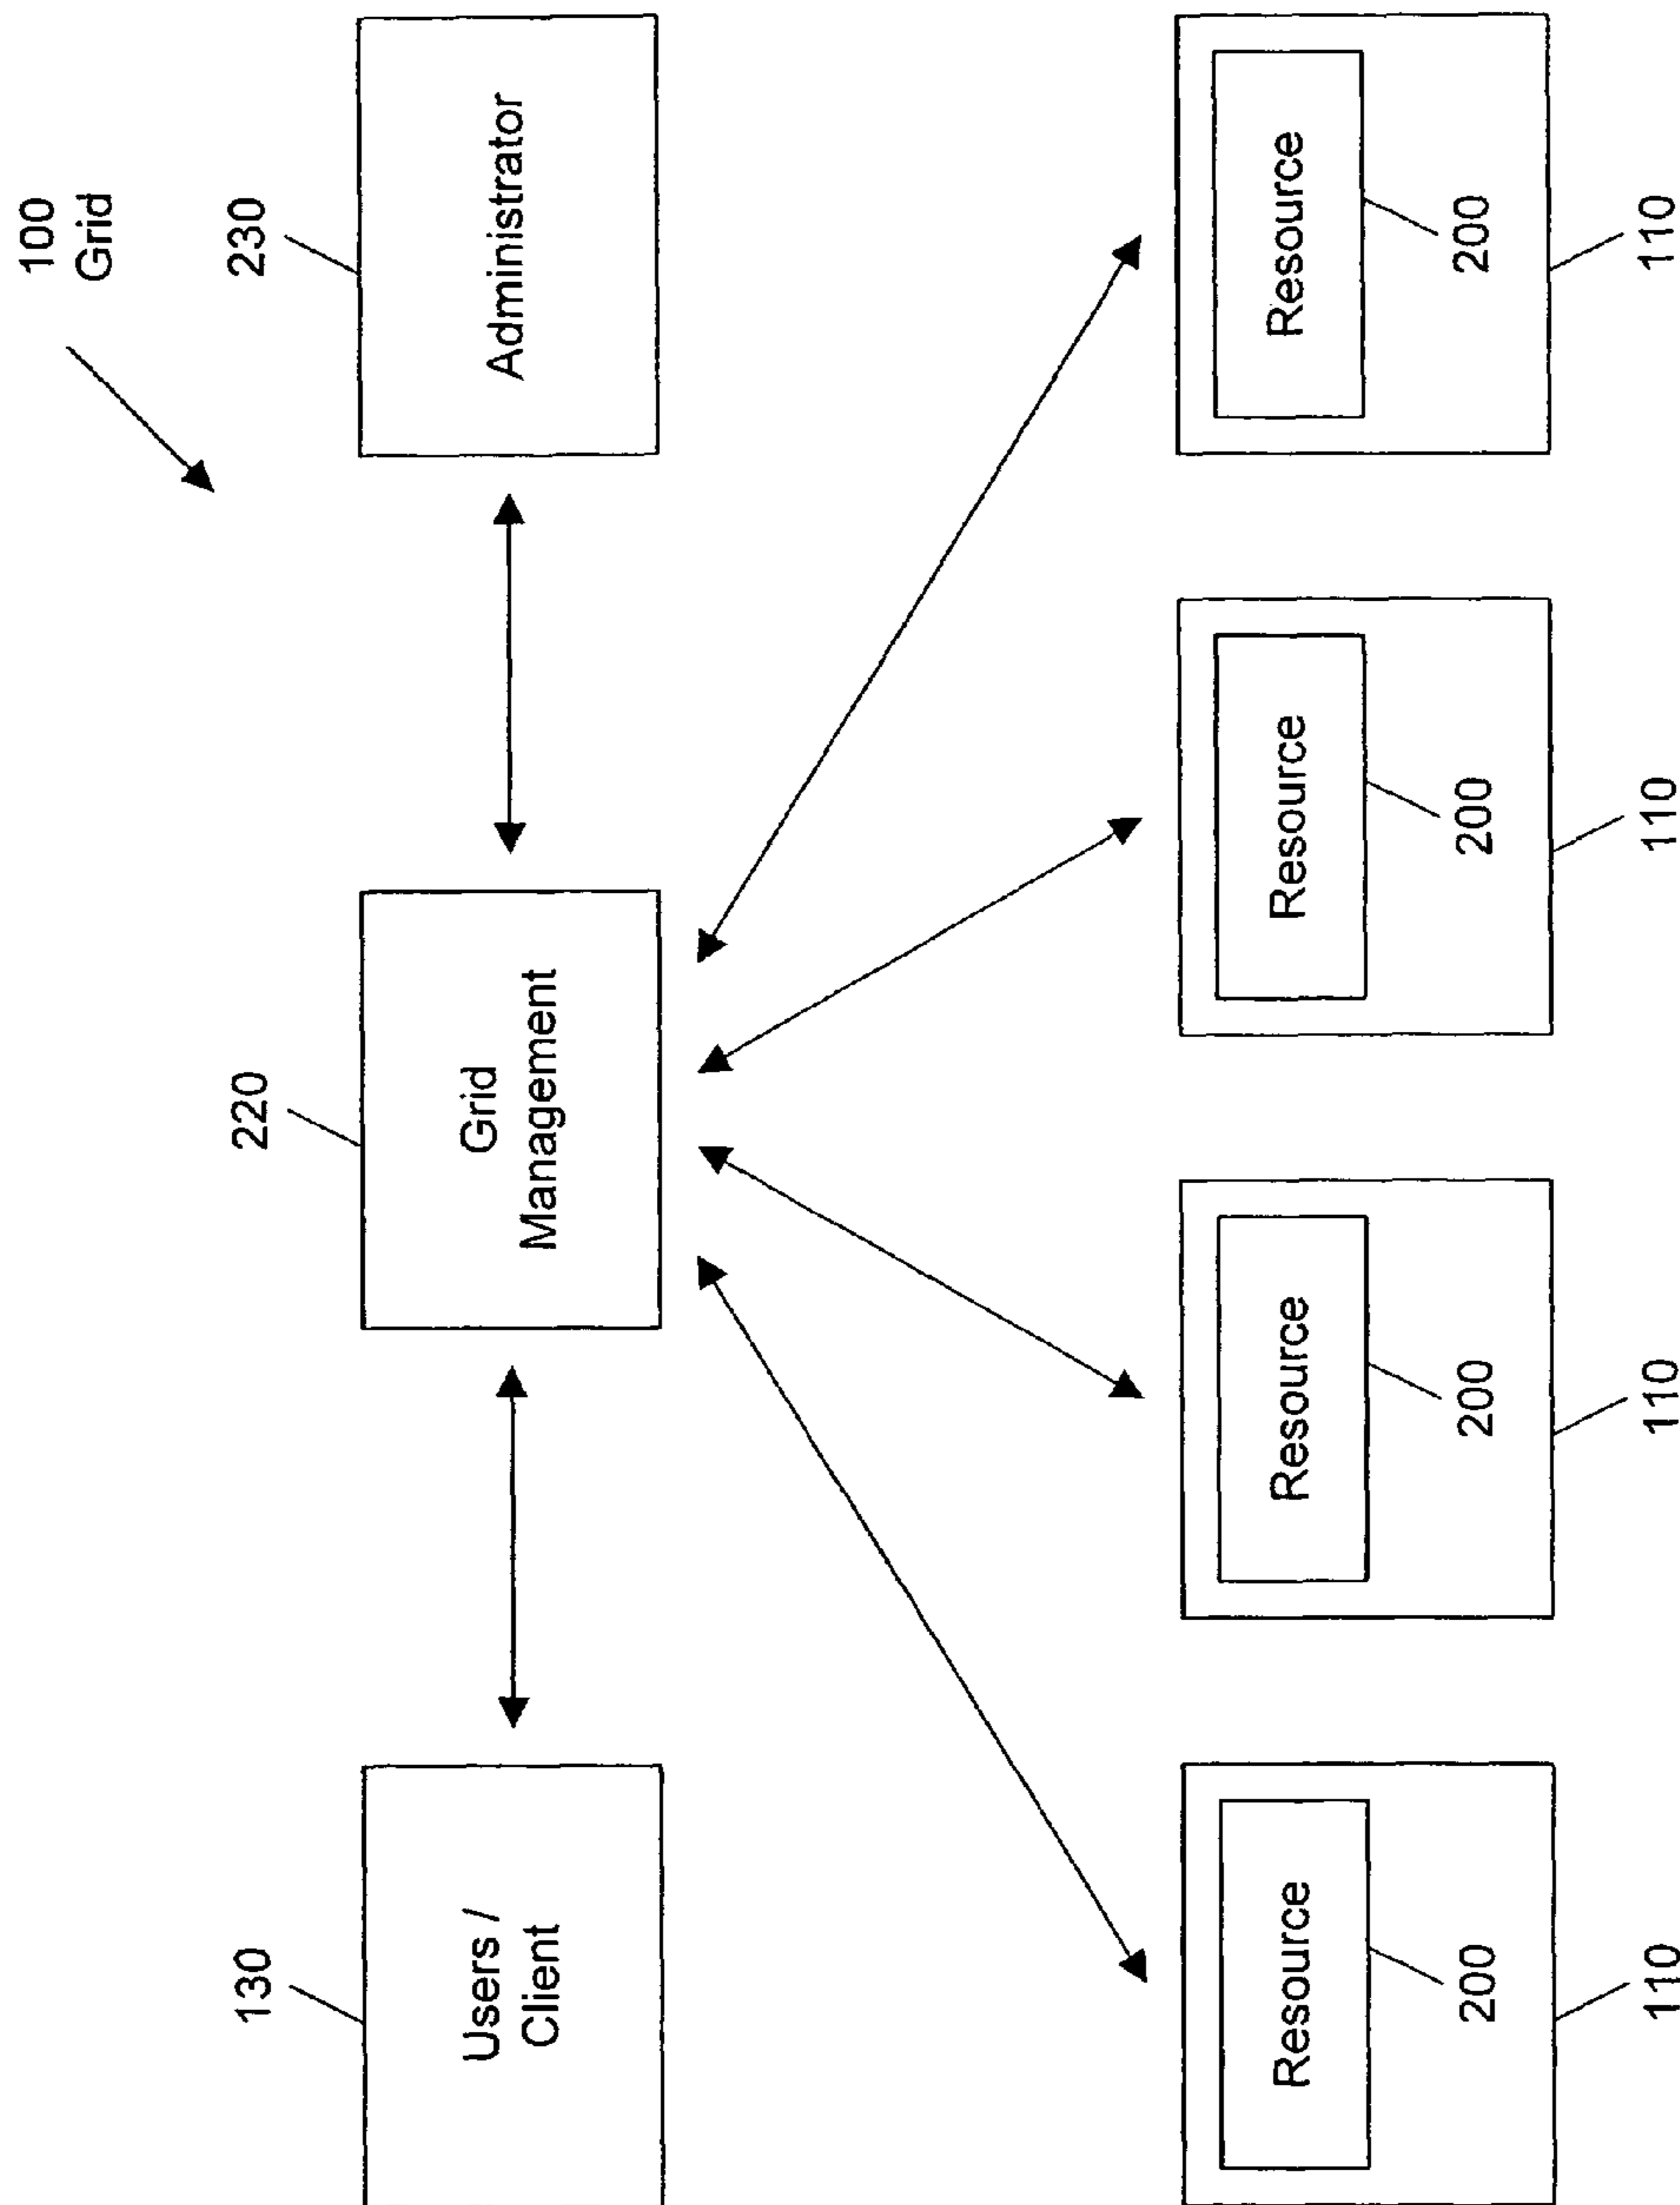 100
Grid
130
220
230
Users /
Client
Grid
Management
Administrator
Resource
Resource
Resource
Resource
200
200
200
200
110
110
110
110